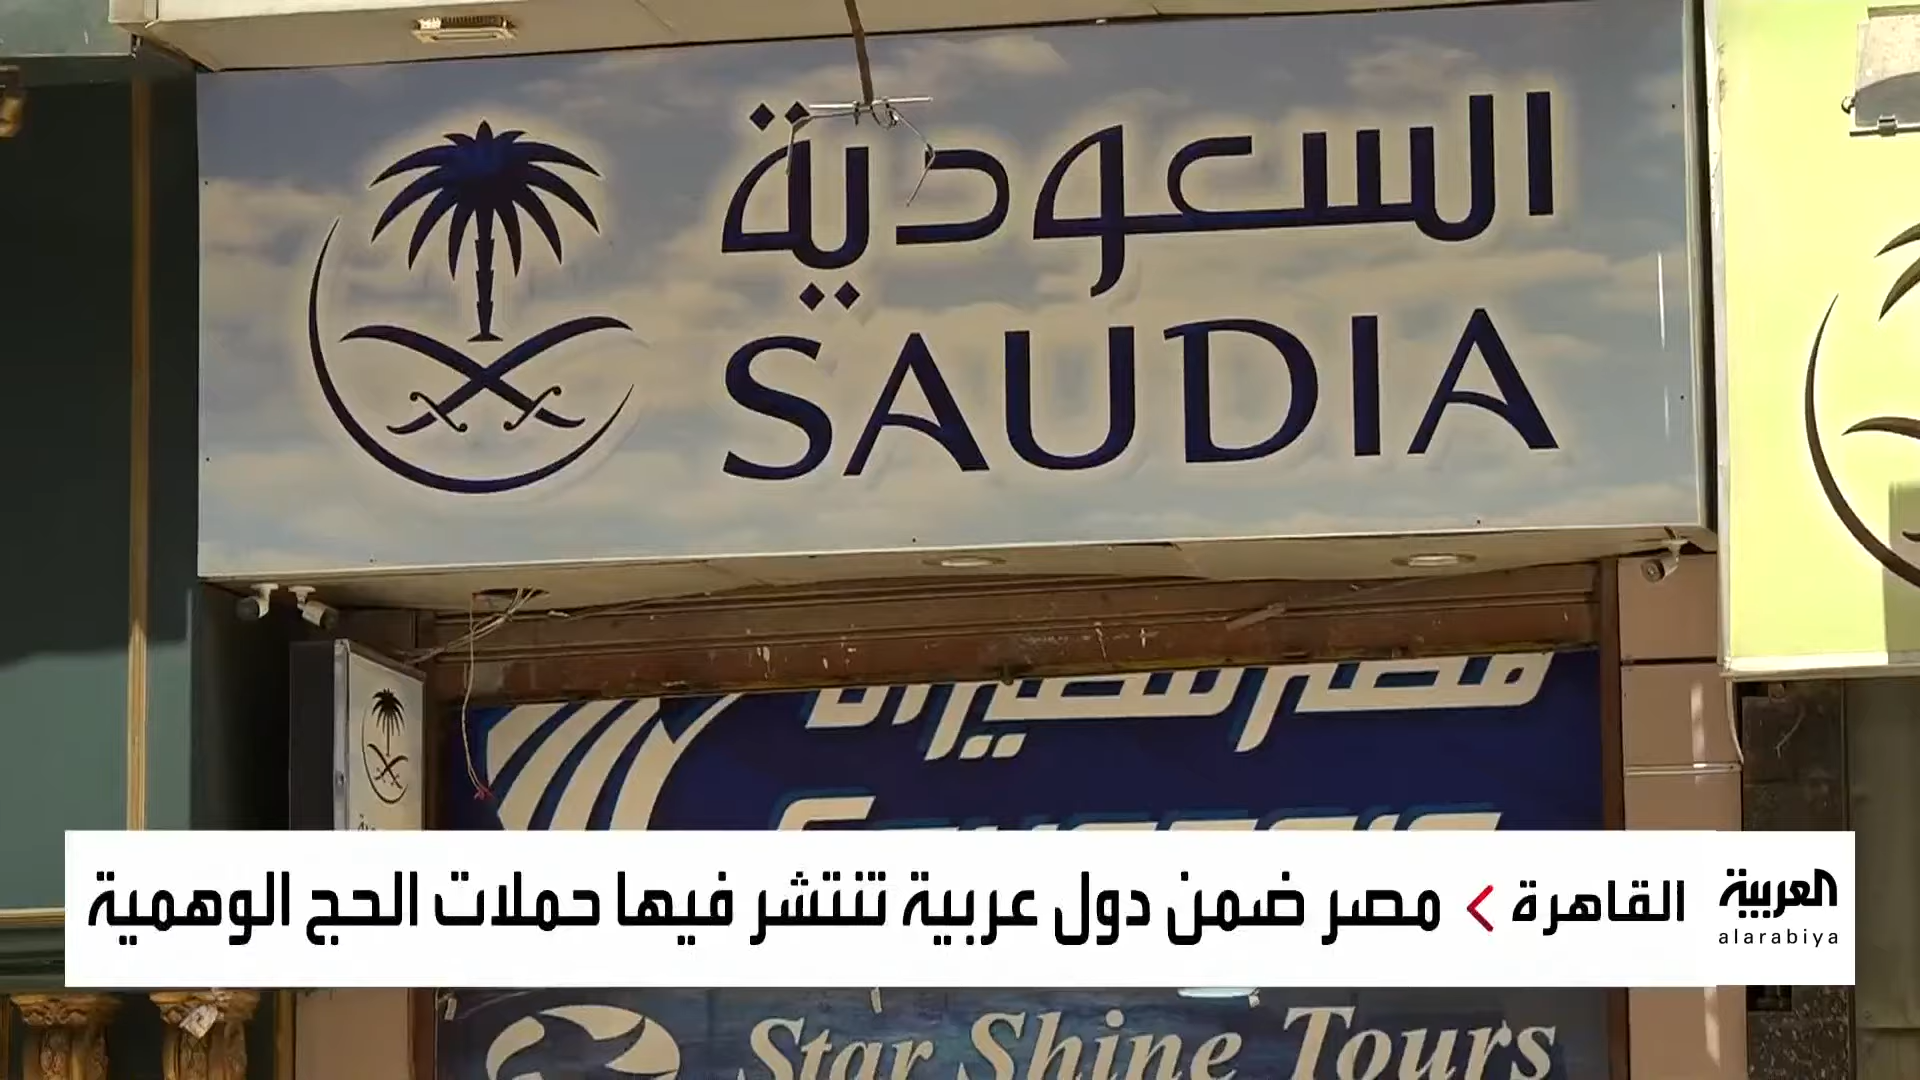 السعودية
SAUDIA
مصر للطيران
العربية
alarabiya
القاهرة
مصر ضمن دول عربية تنتشر فيها حملات الحج الوهمية
Star Shine Tours